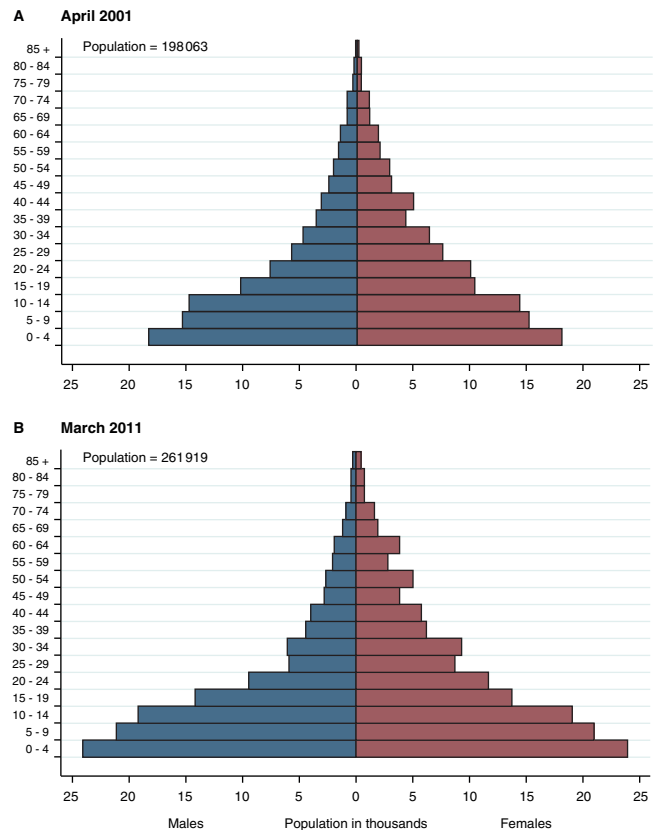 A April 2001
Population = 198 063
85 +
80 - 84
75 - 79
70 - 74
65 - 69
60 - 64
55 - 59
50 - 54
45 - 49
40 - 44
35 - 39
30 - 34
25 - 29
20 - 24
15 - 19
10 - 14
5 - 9
0 - 4
25 20 15 10 5 0 5 10 15 20 25
B March 2011
Population = 261 919
85 +
80 - 84
75 - 79
70 - 74
65 - 69
60 - 64
55 - 59
50 - 54
45 - 49
40 - 44
35 - 39
30 - 34
25 - 29
20 - 24
15 - 19
10 - 14
5 - 9
0 - 4
25 20 15 10 5 0 5 10 15 20 25
Males Population in thousands Females